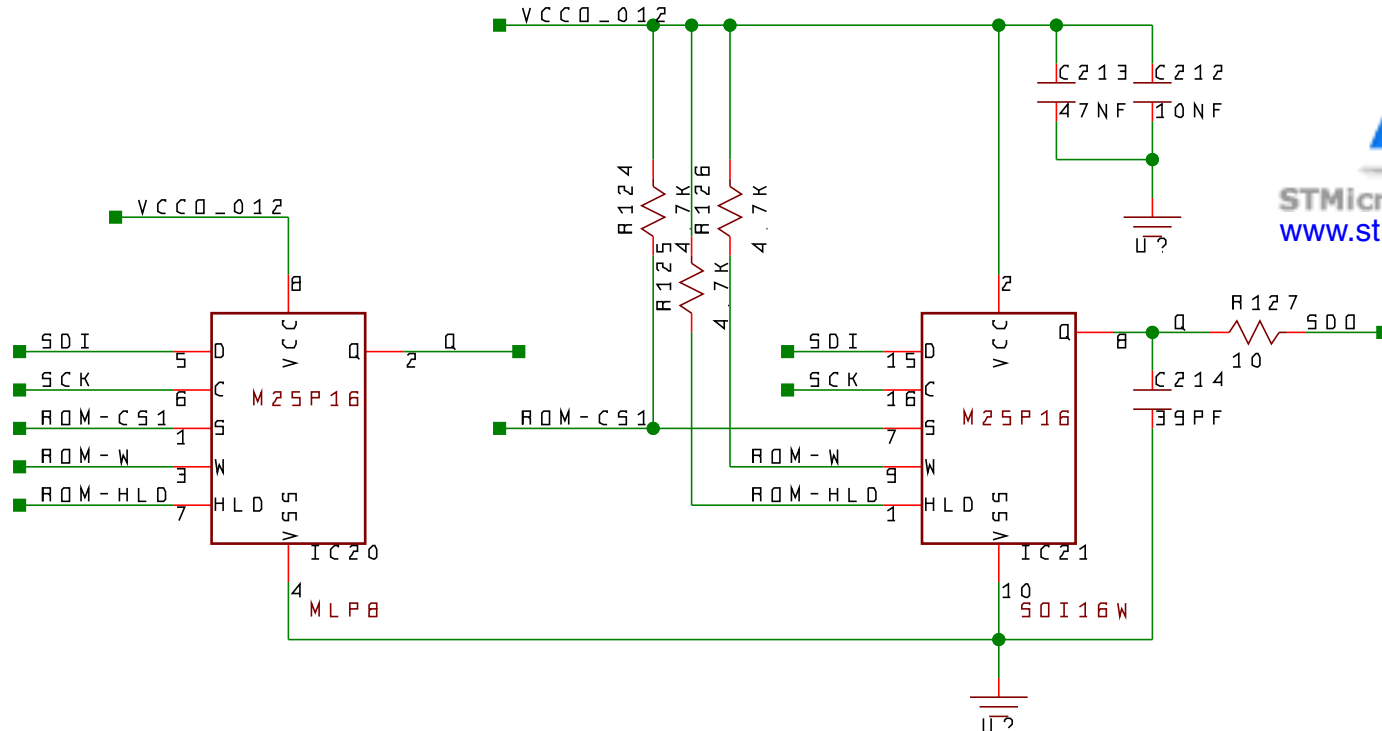 VCCO_012
C213
C212
47NF
10NF
R124
4.7K
R126
4.7K
R125
4.7K
STMicr
www.st
U?
VCCO_012
8
VCC
SDI
5
D
Q
2
Q
SCK
6
C
M25P16
ROM-CS1
1
S
ROM-W
3
W
ROM-HLD
7
HLD
VSS
IC20
4
MLP8
2
VCC
R127
Q
8
Q
SDO
10
SDI
15
D
SCK
16
C
C214
39PF
M25P16
ROM-CS1
7
S
ROM-W
9
W
ROM-HLD
1
HLD
VSS
IC21
10
SOI16W
U?